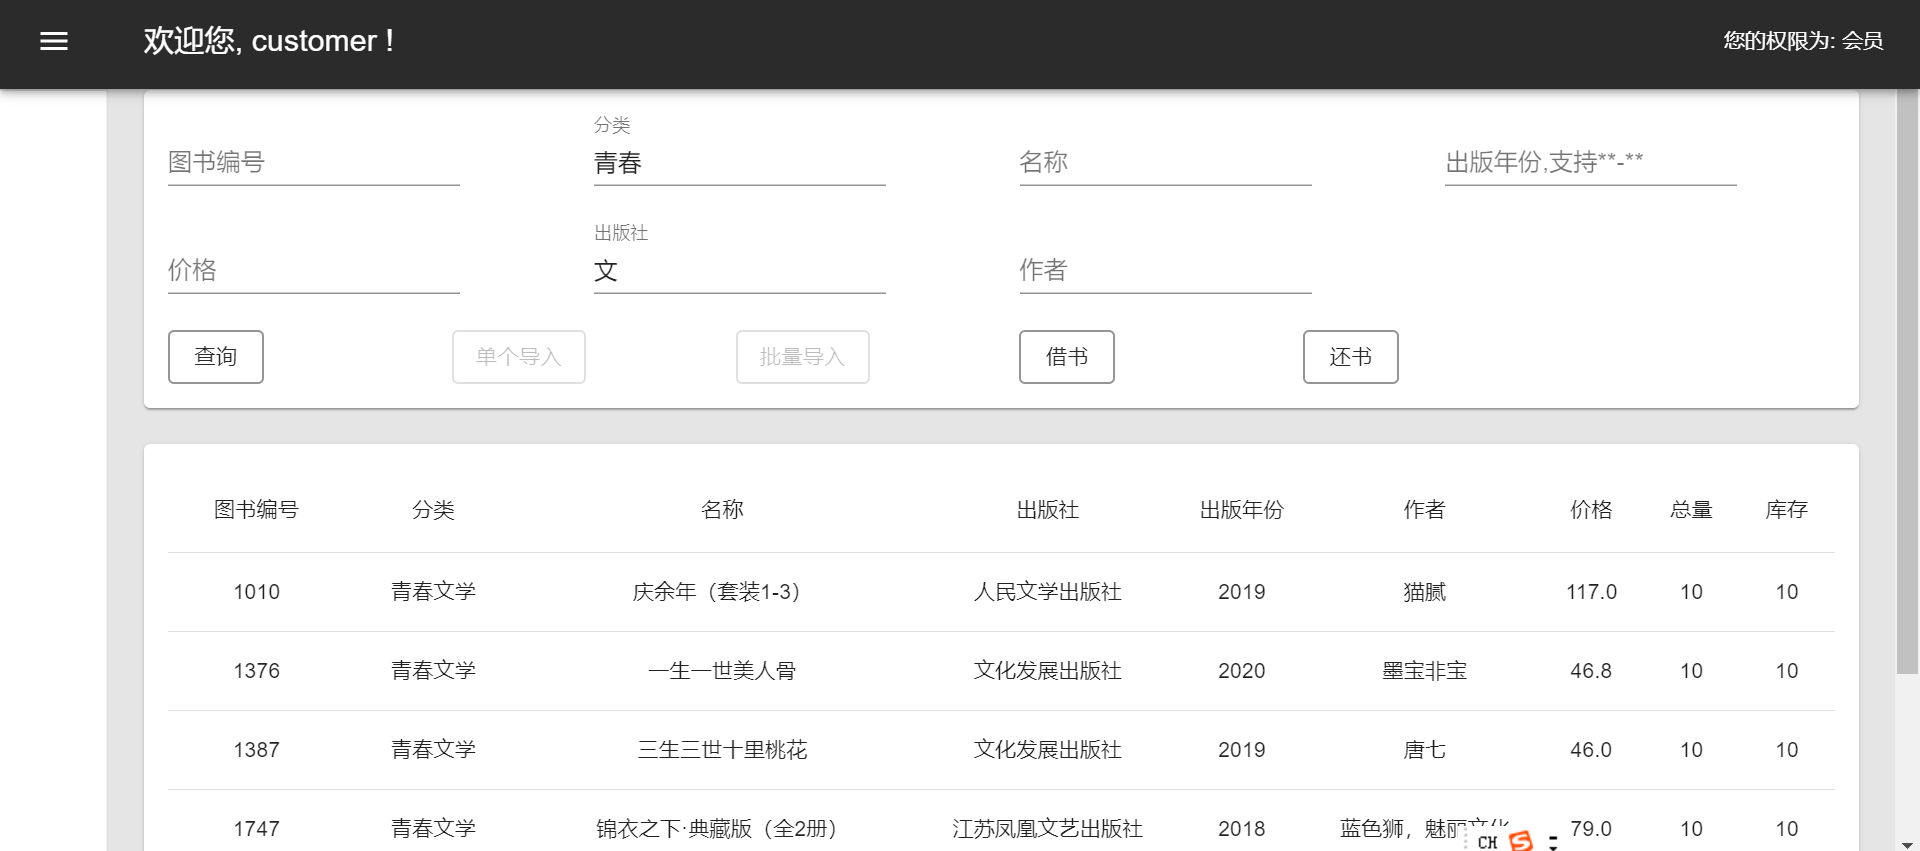 欢迎您, customer !
您的权限为: 会员
图书编号
分类
青春
名称
出版年份,支持**-**
价格
出版社
文
作者
查询 单个导入 批量导入 借书 还书
图书编号 分类 名称 出版社 出版年份 作者 价格 总量 库存
1010 青春文学 庆余年（套装1-3） 人民文学出版社 2019 猫腻 117.0 10 10
1376 青春文学 一生一世美人骨 文化发展出版社 2020 墨宝非宝 46.8 10 10
1387 青春文学 三生三世十里桃花 文化发展出版社 2019 唐七 46.0 10 10
1747 青春文学 锦衣之下·典藏版（全2册） 江苏凤凰文艺出版社 2018 蓝色狮，魅丽文化 79.0 10 10
CH S